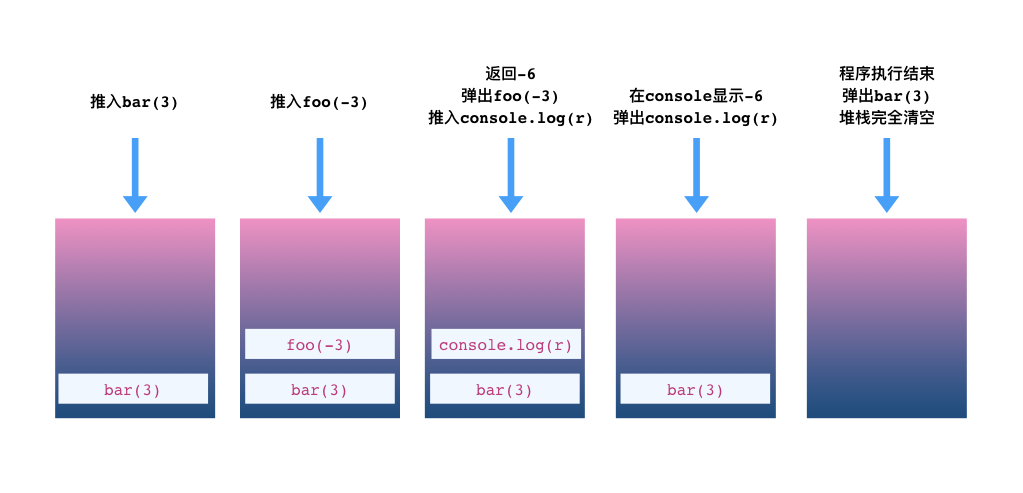 推入bar(3)
推入foo(-3)
返回-6
弹出foo(-3)
推入console.log(r)
在console显示-6
弹出console.log(r)
程序执行结束
弹出bar(3)
堆栈完全清空
bar(3)
foo(-3)
bar(3)
console.log(r)
bar(3)
bar(3)